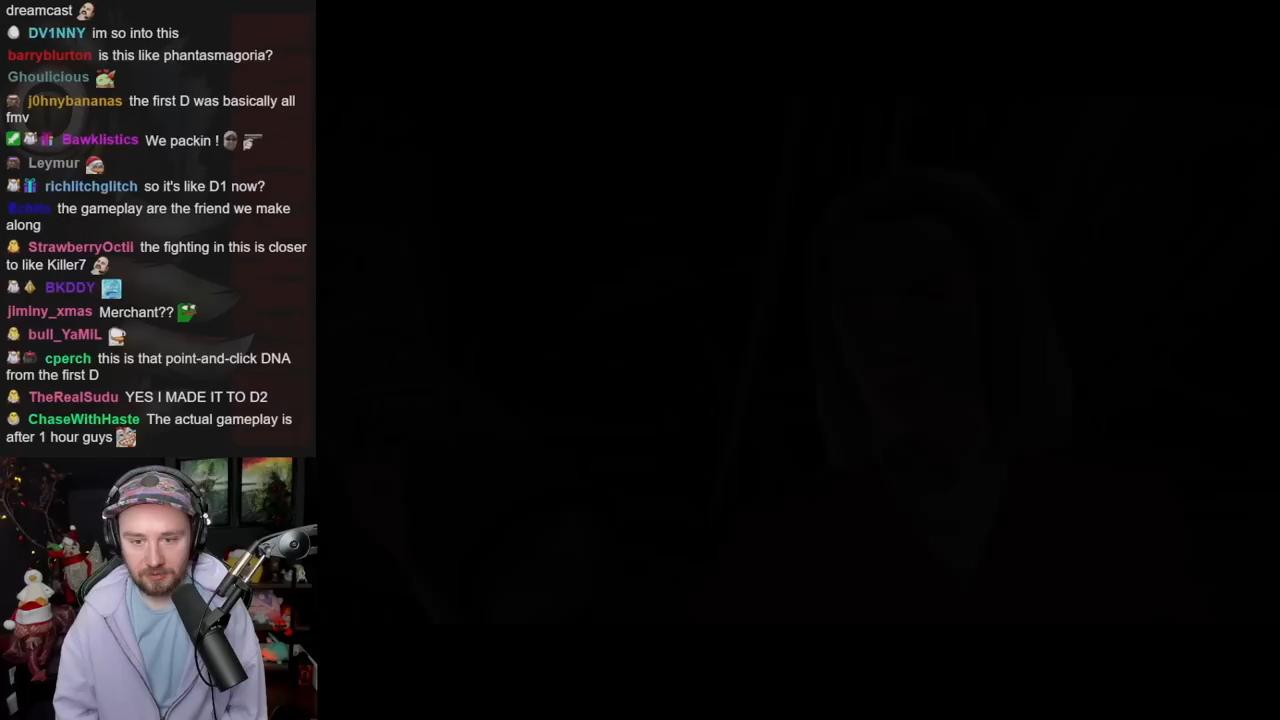 dreamcast
DV1NNY im so into this
barryblurton is this like phantasmagoria?
Ghoulicious
j0hnybananas the first D was basically all
fmv
Bawklistics We packin !
Leymur
richlitchglitch so it's like D1 now?
the gameplay are the friend we make
along
StrawberryOctii the fighting in this is closer
to like Killer7
BKDDY
jiminy_xmas Merchant??
bull_YaMiL
cperch this is that point-and-click DNA
from the first D
TheRealSudu YES I MADE IT TO D2
ChaseWithHaste The actual gameplay is
after 1 hour guys